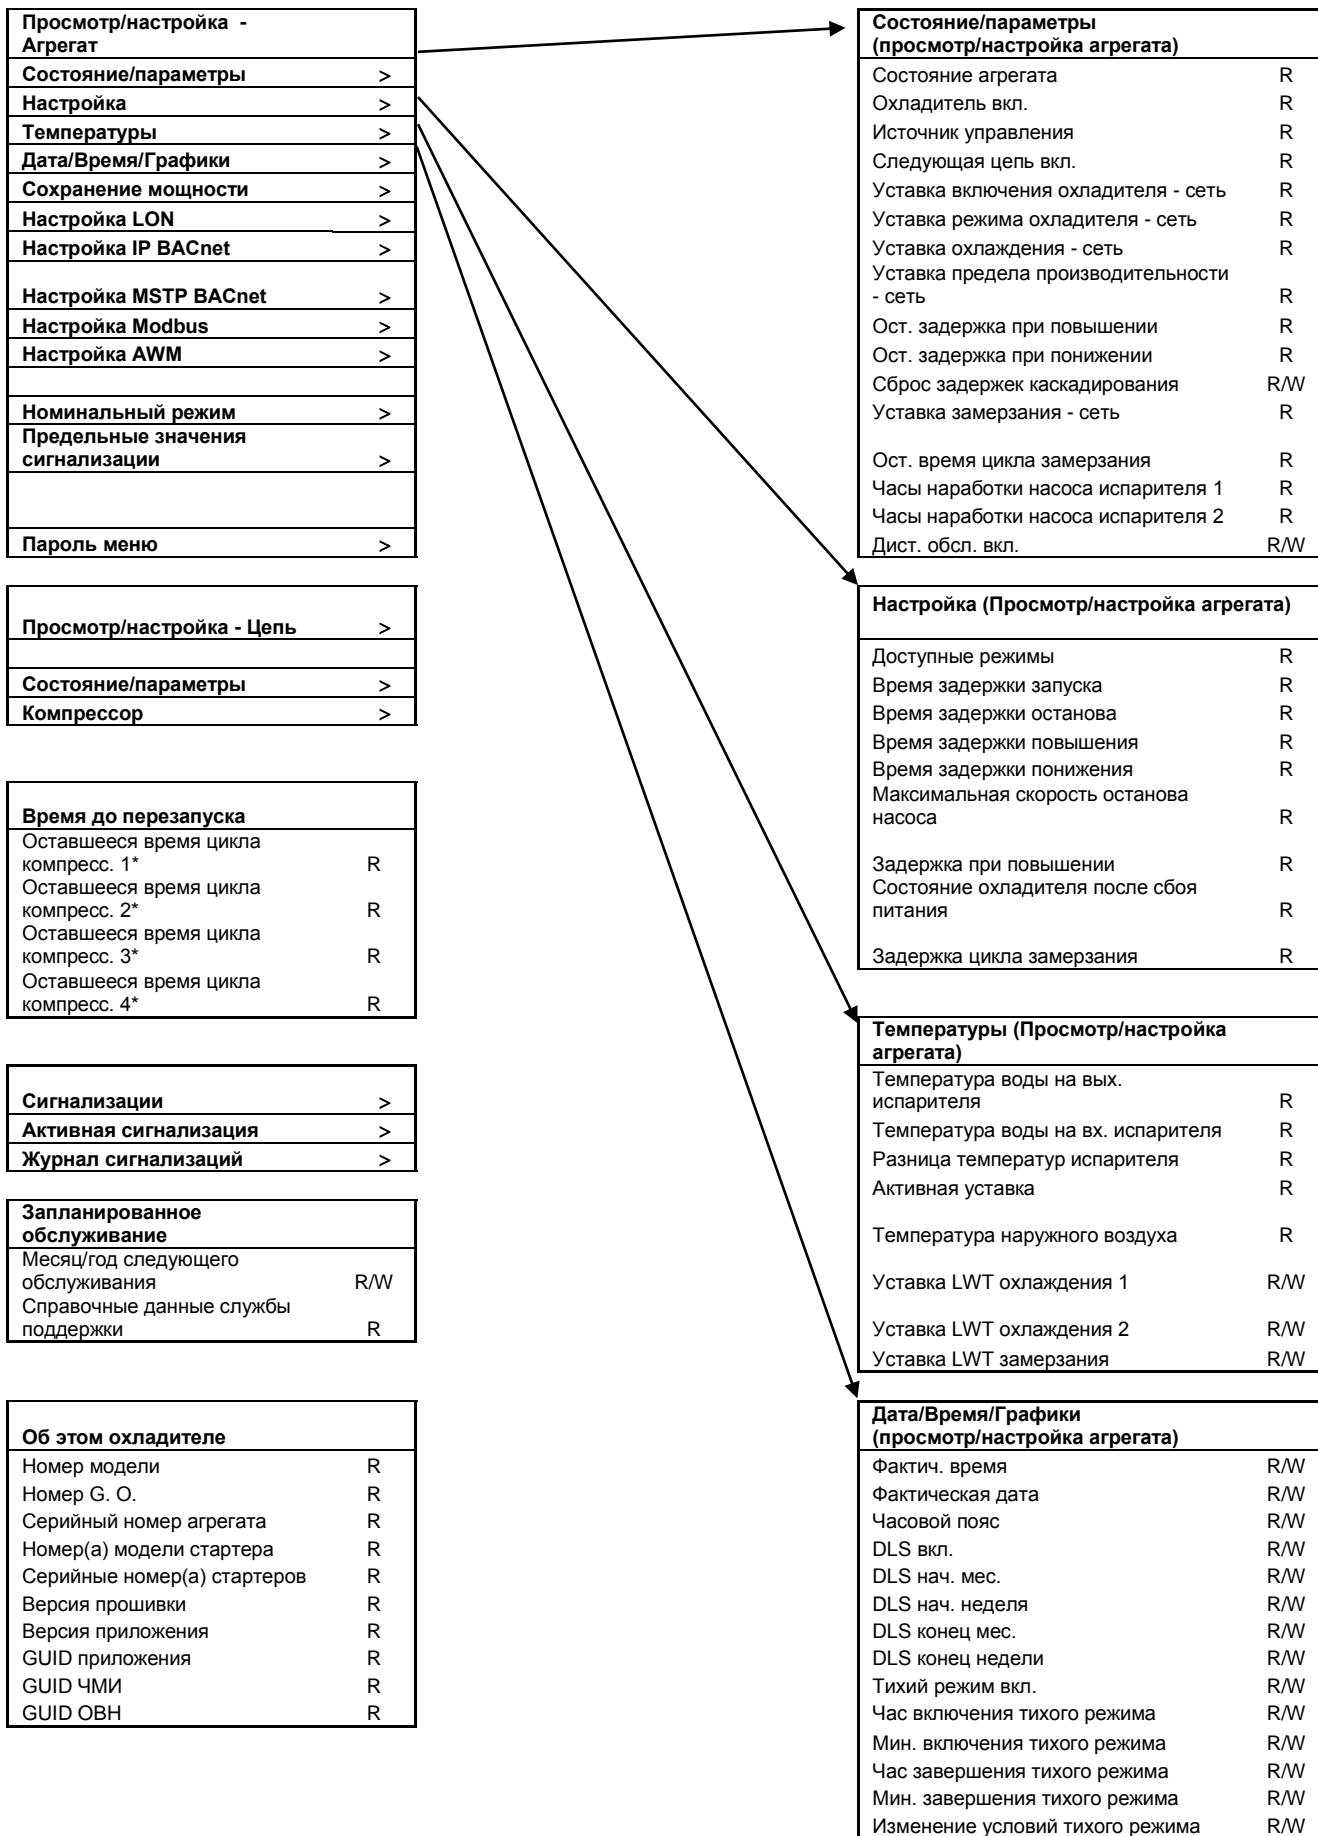 Просмотр/настройка -
Агрегат
Состояние/параметры >
Настройка >
Температуры >
Дата/Время/Графики >
Сохранение мощности >
Настройка LON >
Настройка IP BACnet >
Настройка MSTP BACnet >
Настройка Modbus >
Настройка AWM >
Номинальный режим >
Предельные значения
сигнализации >
Пароль меню >
Просмотр/настройка - Цепь >
Состояние/параметры >
Компрессор >
Время до перезапуска
Оставшееся время цикла
компресс. 1* R
Оставшееся время цикла
компресс. 2* R
Оставшееся время цикла
компресс. 3* R
Оставшееся время цикла
компресс. 4* R
Сигнализации >
Активная сигнализация >
Журнал сигнализаций >
Запланированное
обслуживание
Месяц/год следующего
обслуживания R/W
Справочные данные службы
поддержки R
Об этом охладителе
Номер модели R
Номер G. O. R
Серийный номер агрегата R
Номер(а) модели стартера R
Серийные номер(а) стартеров R
Версия прошивки R
Версия приложения R
GUID приложения R
GUID ЧМИ R
GUID OBH R
Состояние/параметры
(просмотр/настройка агрегата)
Состояние агрегата R
Охладитель вкл. R
Источник управления R
Следующая цепь вкл. R
Уставка включения охладителя - сеть R
Уставка режима охладителя - сеть R
Уставка охлаждения - сеть R
Уставка предела производительности
- сеть R
Ост. задержка при повышении R
Ост. задержка при понижении R
Сброс задержек каскадирования R/W
Уставка замерзания - сеть R
Ост. время цикла замерзания R
Часы наработки насоса испарителя 1 R
Часы наработки насоса испарителя 2 R
Дист. обсл. вкл. R/W
Настройка (Просмотр/настройка агрегата)
Доступные режимы R
Время задержки запуска R
Время задержки останова R
Время задержки повышения R
Время задержки понижения R
Максимальная скорость останова
насоса R
Задержка при повышении R
Состояние охладителя после сбоя
питания R
Задержка цикла замерзания R
Температуры (Просмотр/настройка
агрегата)
Температура воды на вых.
испарителя R
Температура воды на вх. испарителя R
Разница температур испарителя R
Активная уставка R
Температура наружного воздуха R
Уставка LWT охлаждения 1 R/W
Уставка LWT охлаждения 2 R/W
Уставка LWT замерзания R/W
Дата/Время/Графики
(просмотр/настройка агрегата)
Фактич. время R/W
Фактическая дата R/W
Часовой пояс R/W
DLS вкл. R/W
DLS нач. мес. R/W
DLS нач. неделя R/W
DLS конец мес. R/W
DLS конец недели R/W
Тихий режим вкл. R/W
Час включения тихого режима R/W
Мин. включения тихого режима R/W
Час завершения тихого режима R/W
Мин. завершения тихого режима R/W
Изменение условий тихого режима R/W